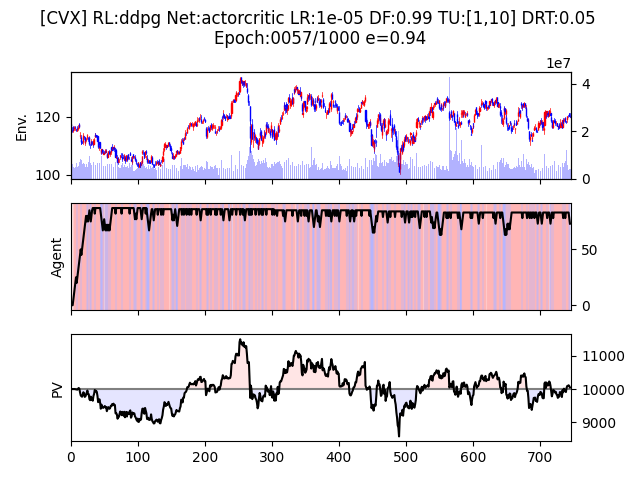 [CVX] RL:ddpg Net:actorcritic LR:1e-05 DF:0.99 TU:[1,10] DRT:0.05
Epoch:0057/1000 e=0.94
1e7
Env.
120
100
4
2
0
Agent
50
0
PV
11000
10000
9000
0 100 200 300 400 500 600 700